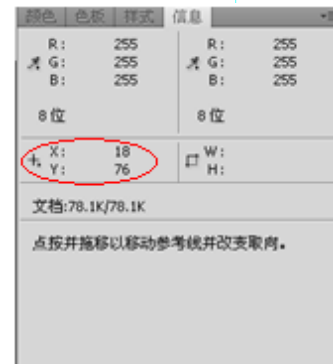 颜色 色板 样式 信息
R: 255 R: 255
G: 255 G: 255
B: 255 B: 255
8位 8位
X: 18 W:
Y: 76 H:
文档:78.1K/78.1K
点按并拖移以移动参考线并改变取向。